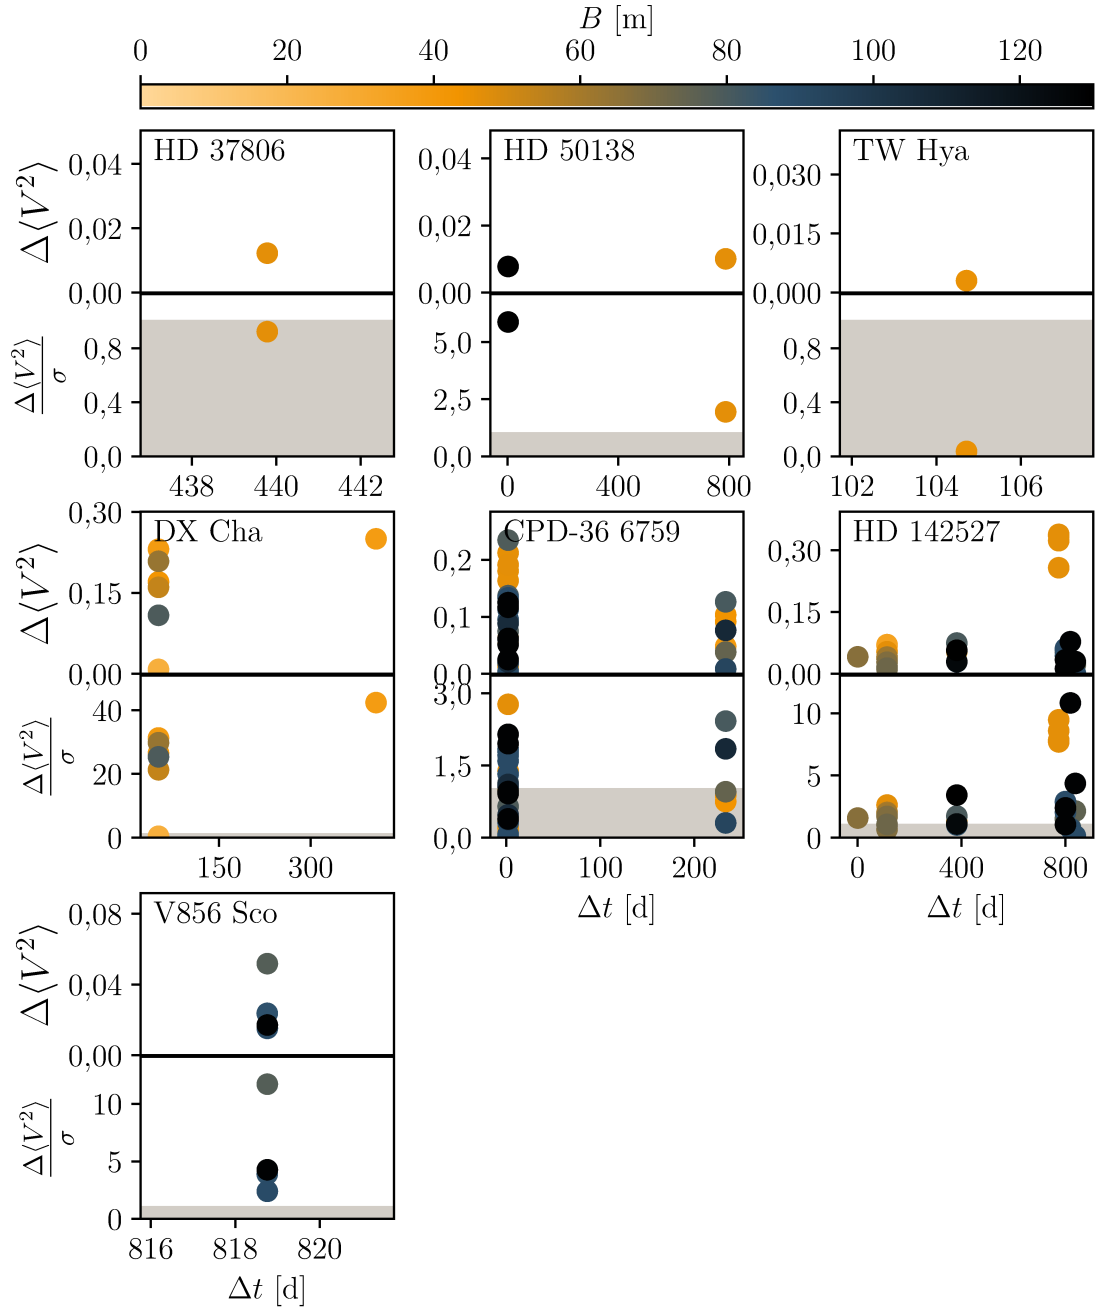 B [m]
0 20 40 60 80 100 120
HD 37806 HD 50138 TW Hya
Δ⟨V²⟩
0,04 0,04 0,030
0,02 0,02 0,015
0,00 0,00 0,000
Δ⟨V²⟩
σ
0,8 5,0 0,8
0,4 2,5 0,4
0,0 0,0 0,0
438 440 442 0 400 800 102 104 106
DX Cha CPD-36 6759 HD 142527
Δ⟨V²⟩
0,30 0,2 0,30
0,15 0,1 0,15
0,00 0,0 0,00
Δ⟨V²⟩
σ
40 3,0 10
20 1,5 5
0 0,0 0
150 300 0 100 200 0 400 800
Δt [d] Δt [d]
V856 Sco
Δ⟨V²⟩
0,08
0,04
0,00
Δ⟨V²⟩
σ
10
5
0
816 818 820
Δt [d]